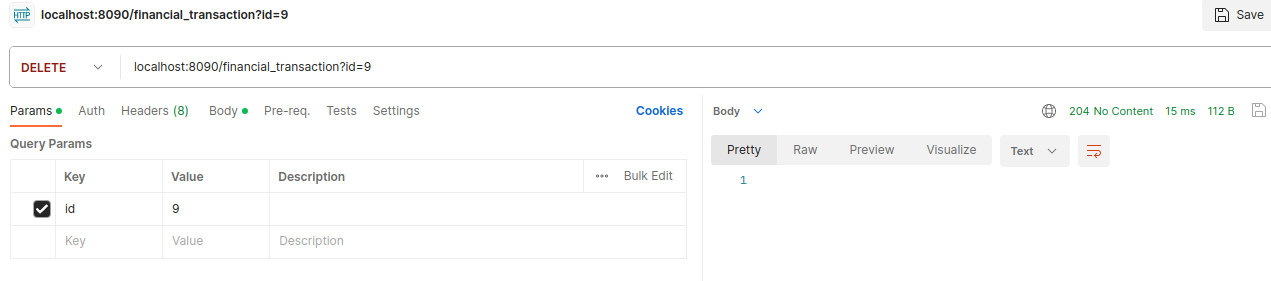 HTTP localhost:8090/financial_transaction?id=9 Save
DELETE localhost:8090/financial_transaction?id=9
Params Auth Headers (8) Body Pre-req. Tests Settings Cookies
Query Params
Key Value Description ••• Bulk Edit
id 9
Key Value Description
Body 204 No Content 15 ms 112 B
Pretty Raw Preview Visualize Text
1